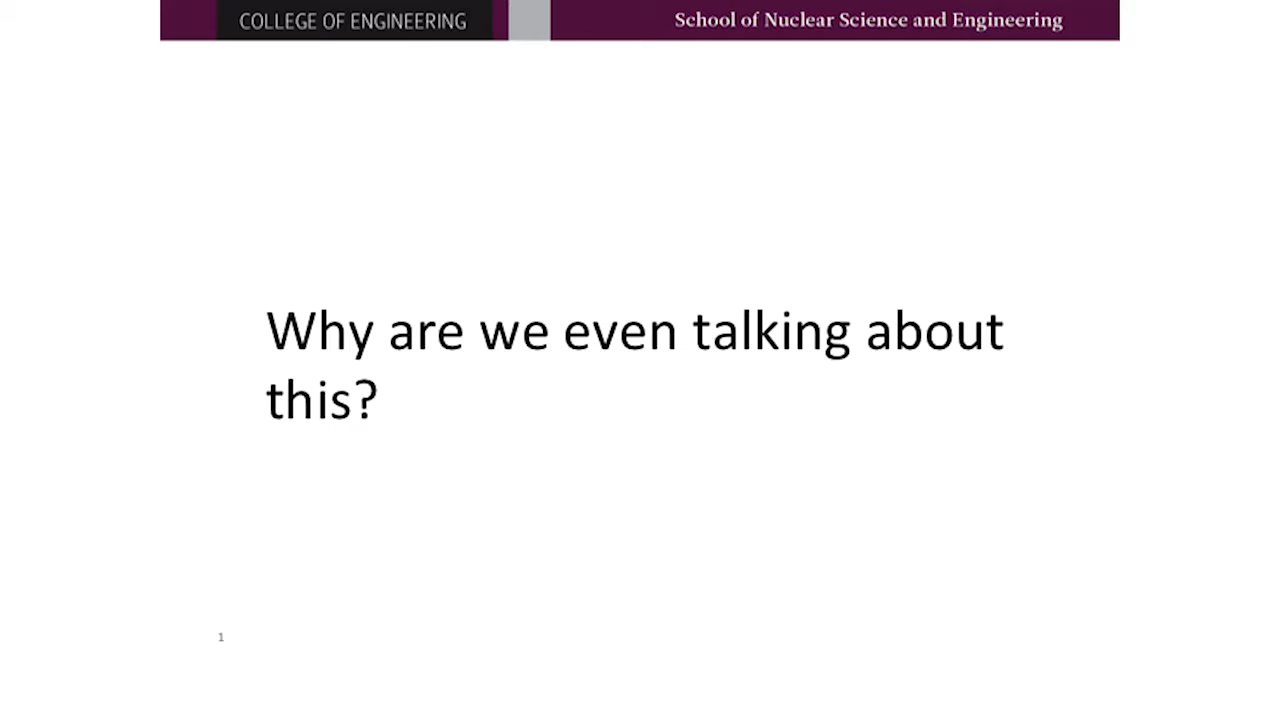 COLLEGE OF ENGINEERING
School of Nuclear Science and Engineering
Why are we even talking about
this?
1